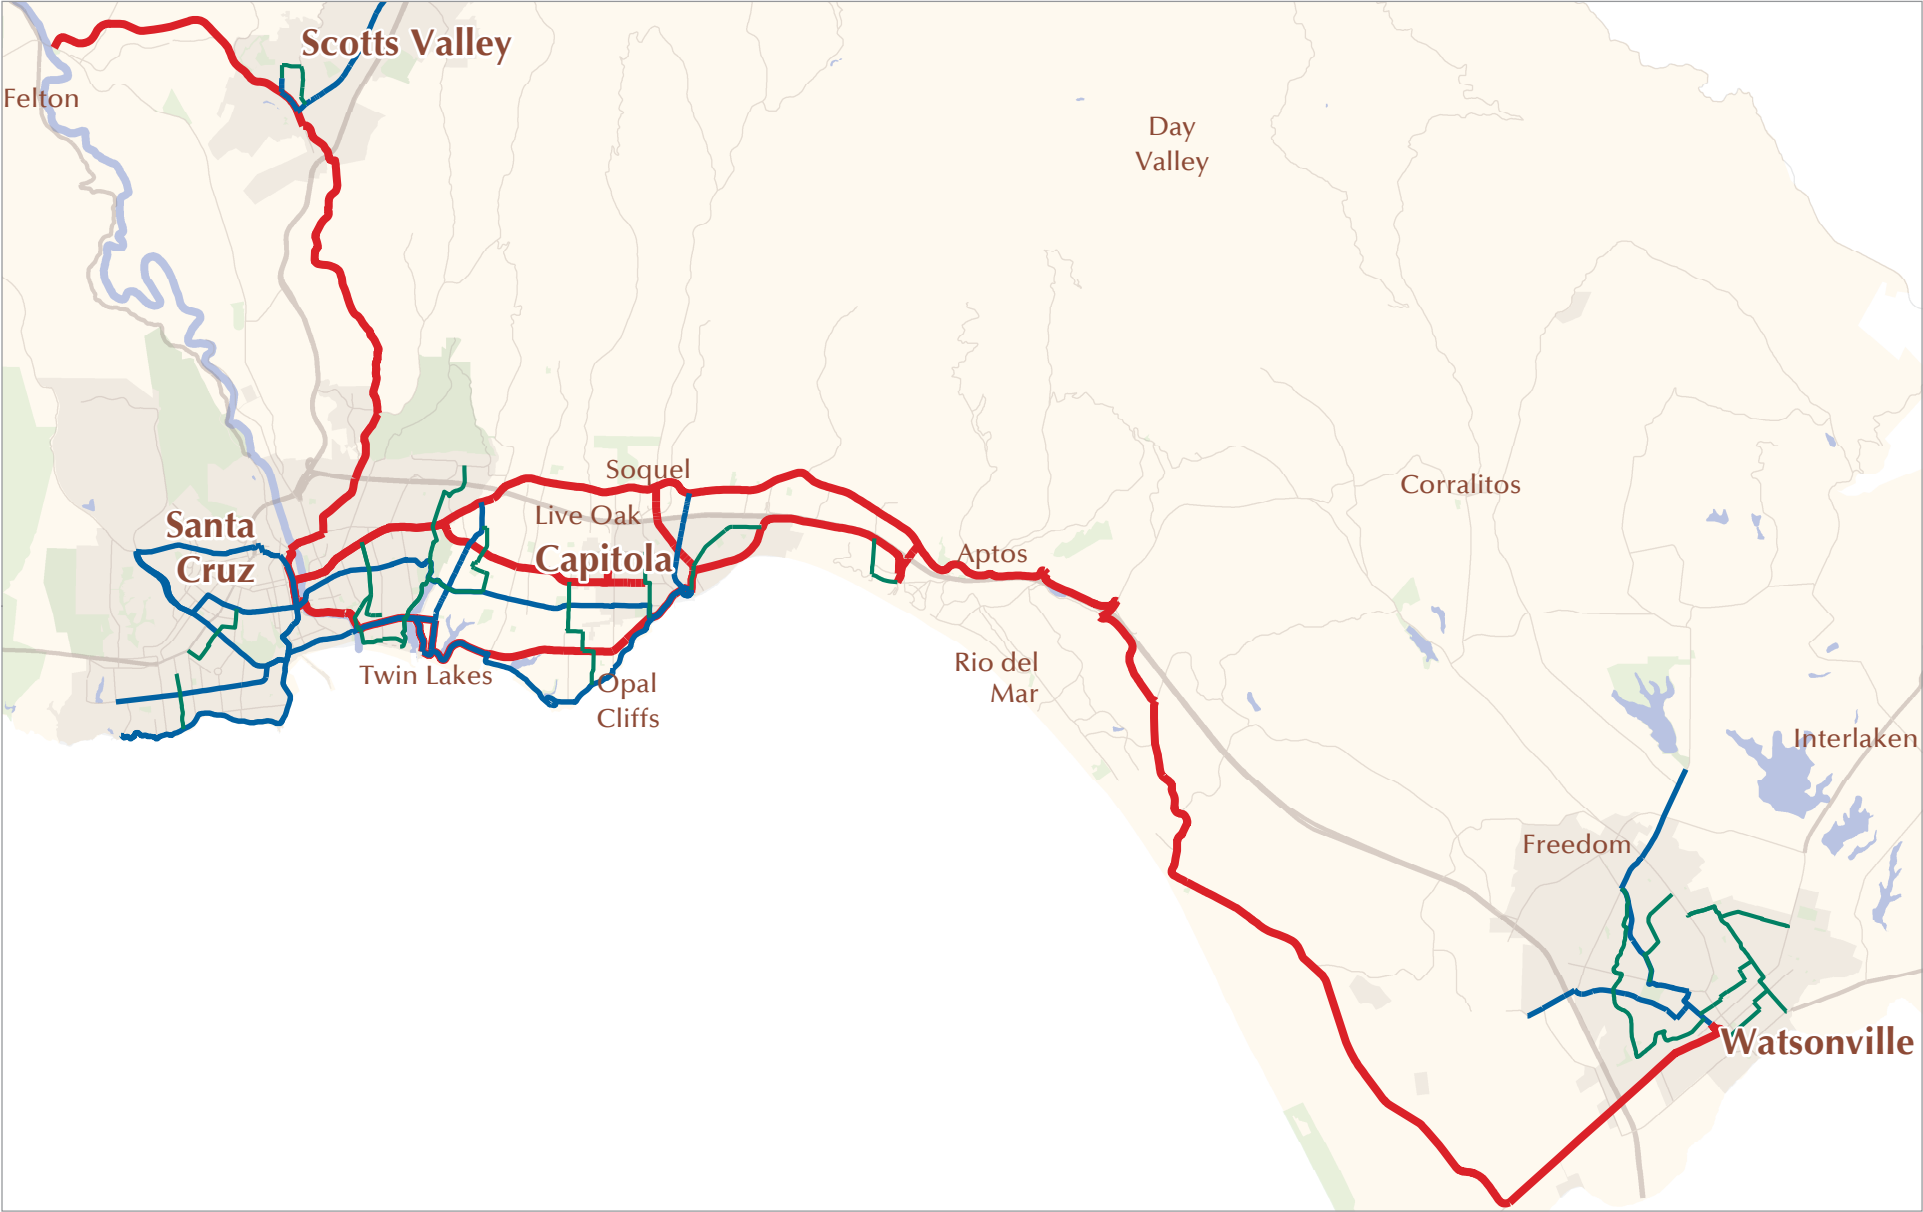 Scotts Valley
Felton
Day
Valley
Soquel
Corralitos
Live Oak
Santa
Cruz
Capitola
Aptos
Twin Lakes
Opal
Cliffs
Rio del
Mar
Interlaken
Freedom
Watsonville